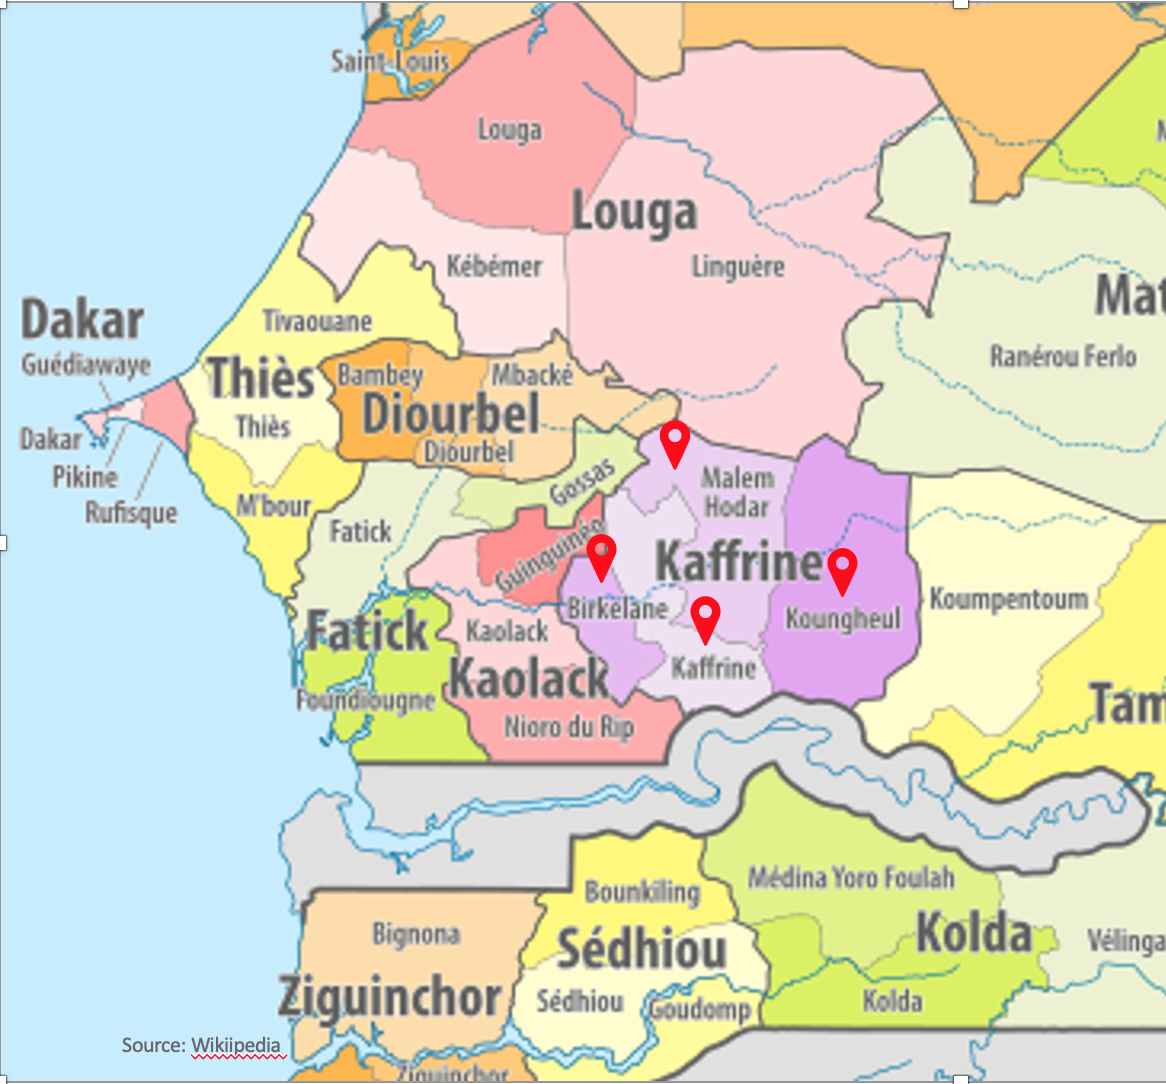 Saint-Louis
Louga
Louga
Kébémer
Linguère
Mat
Ranérou Ferlo
Dakar
Guédiawaye
Dakar
Pikine
Rufisque
Tivaouane
Thiès
Thiès
M'bour
Bambey
Mbacké
Diourbel
Diourbel
Gossas
Fatick
Guinguinéo
Malem
Hodar
Kaffrine
Birkelane
Koungheul
Koumpentoum
Kaffrine
Fatick
Foundiougne
Kaolack
Kaolack
Nioro du Rip
Tam
Médina Yoro Foulah
Bounkiling
Kolda
Vélinga
Bignona
Sédhiou
Ziguinchor
Sédhiou
Goudomp
Kolda
Source: Wikiipedia
Ziguinchor